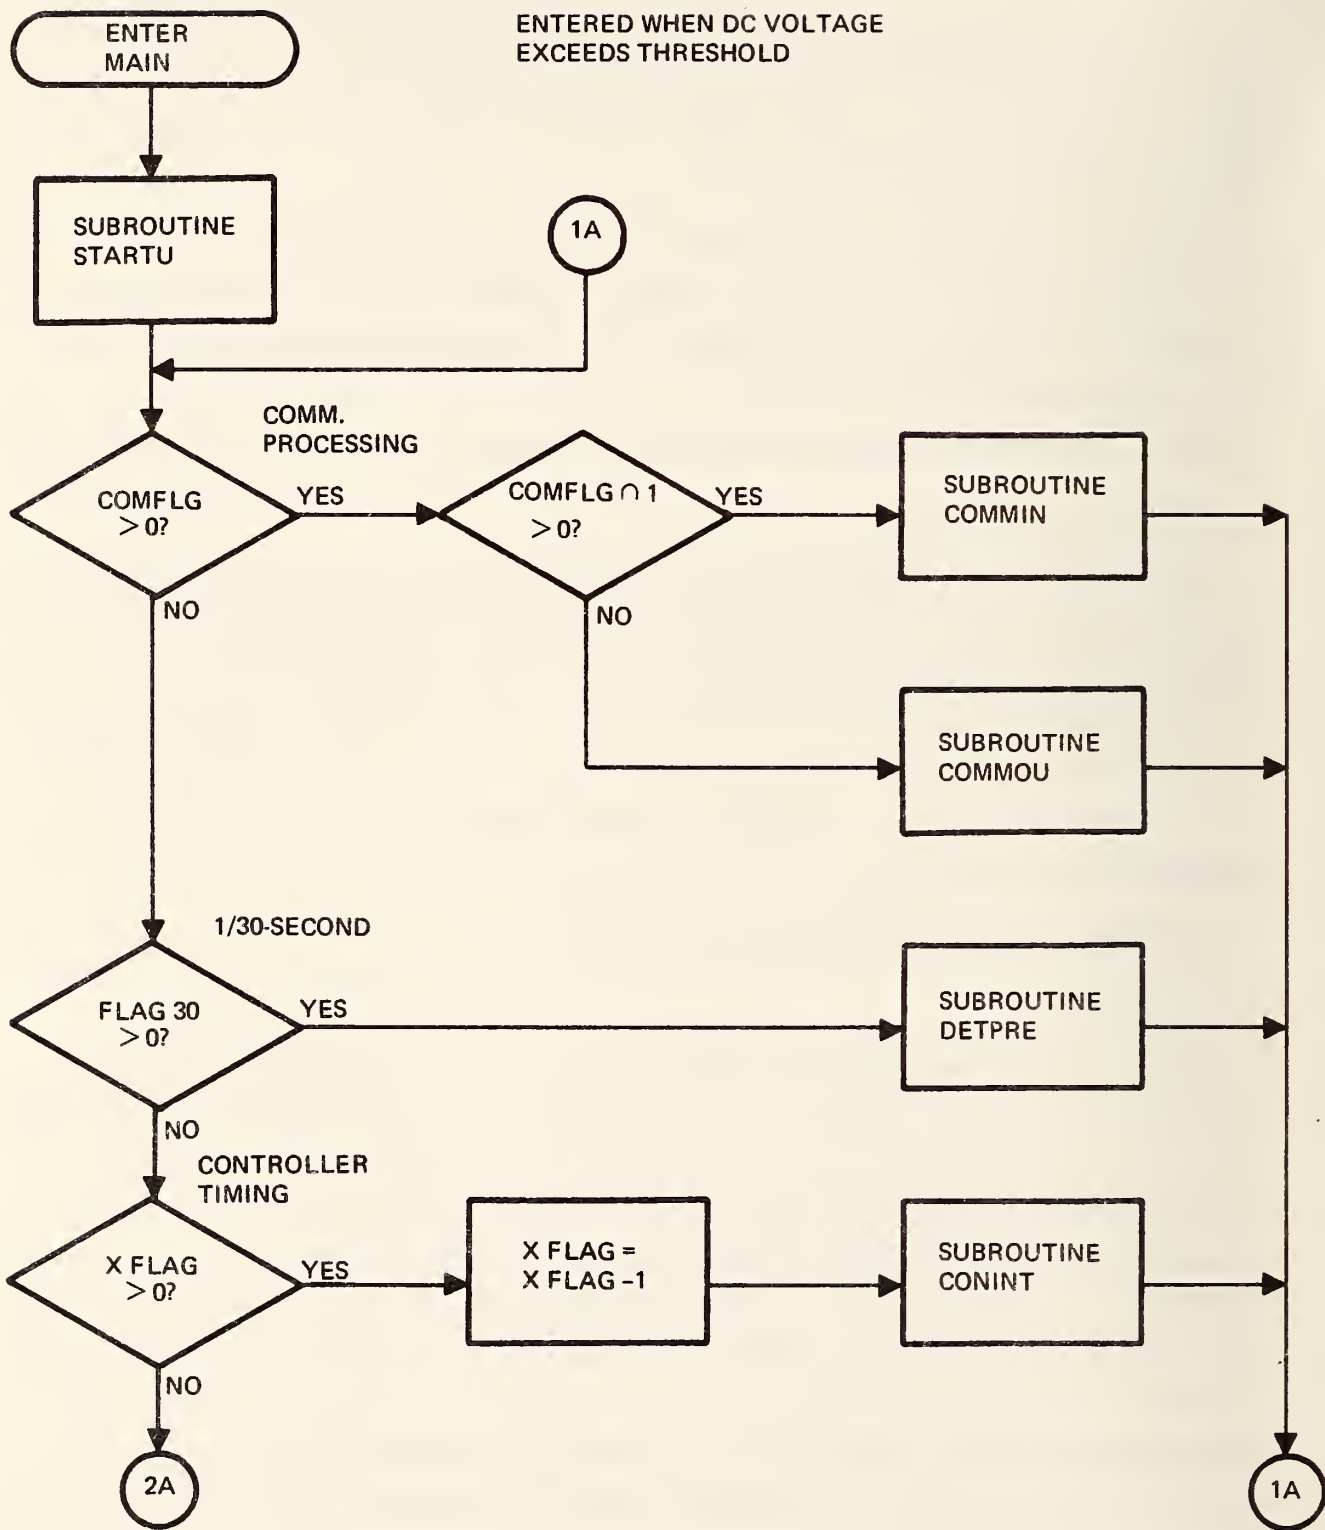 ENTER
MAIN
ENTERED WHEN DC VOLTAGE
EXCEEDS THRESHOLD
SUBROUTINE
STARTU
1A
COMM.
PROCESSING
COMFLG
> 0?
YES
NO
COMFLG ∩ 1
> 0?
YES
NO
SUBROUTINE
COMMIN
SUBROUTINE
COMMOU
1/30-SECOND
FLAG 30
> 0?
YES
NO
SUBROUTINE
DETPRE
CONTROLLER
TIMING
X FLAG
> 0?
YES
NO
X FLAG =
X FLAG -1
SUBROUTINE
CONINT
2A
1A